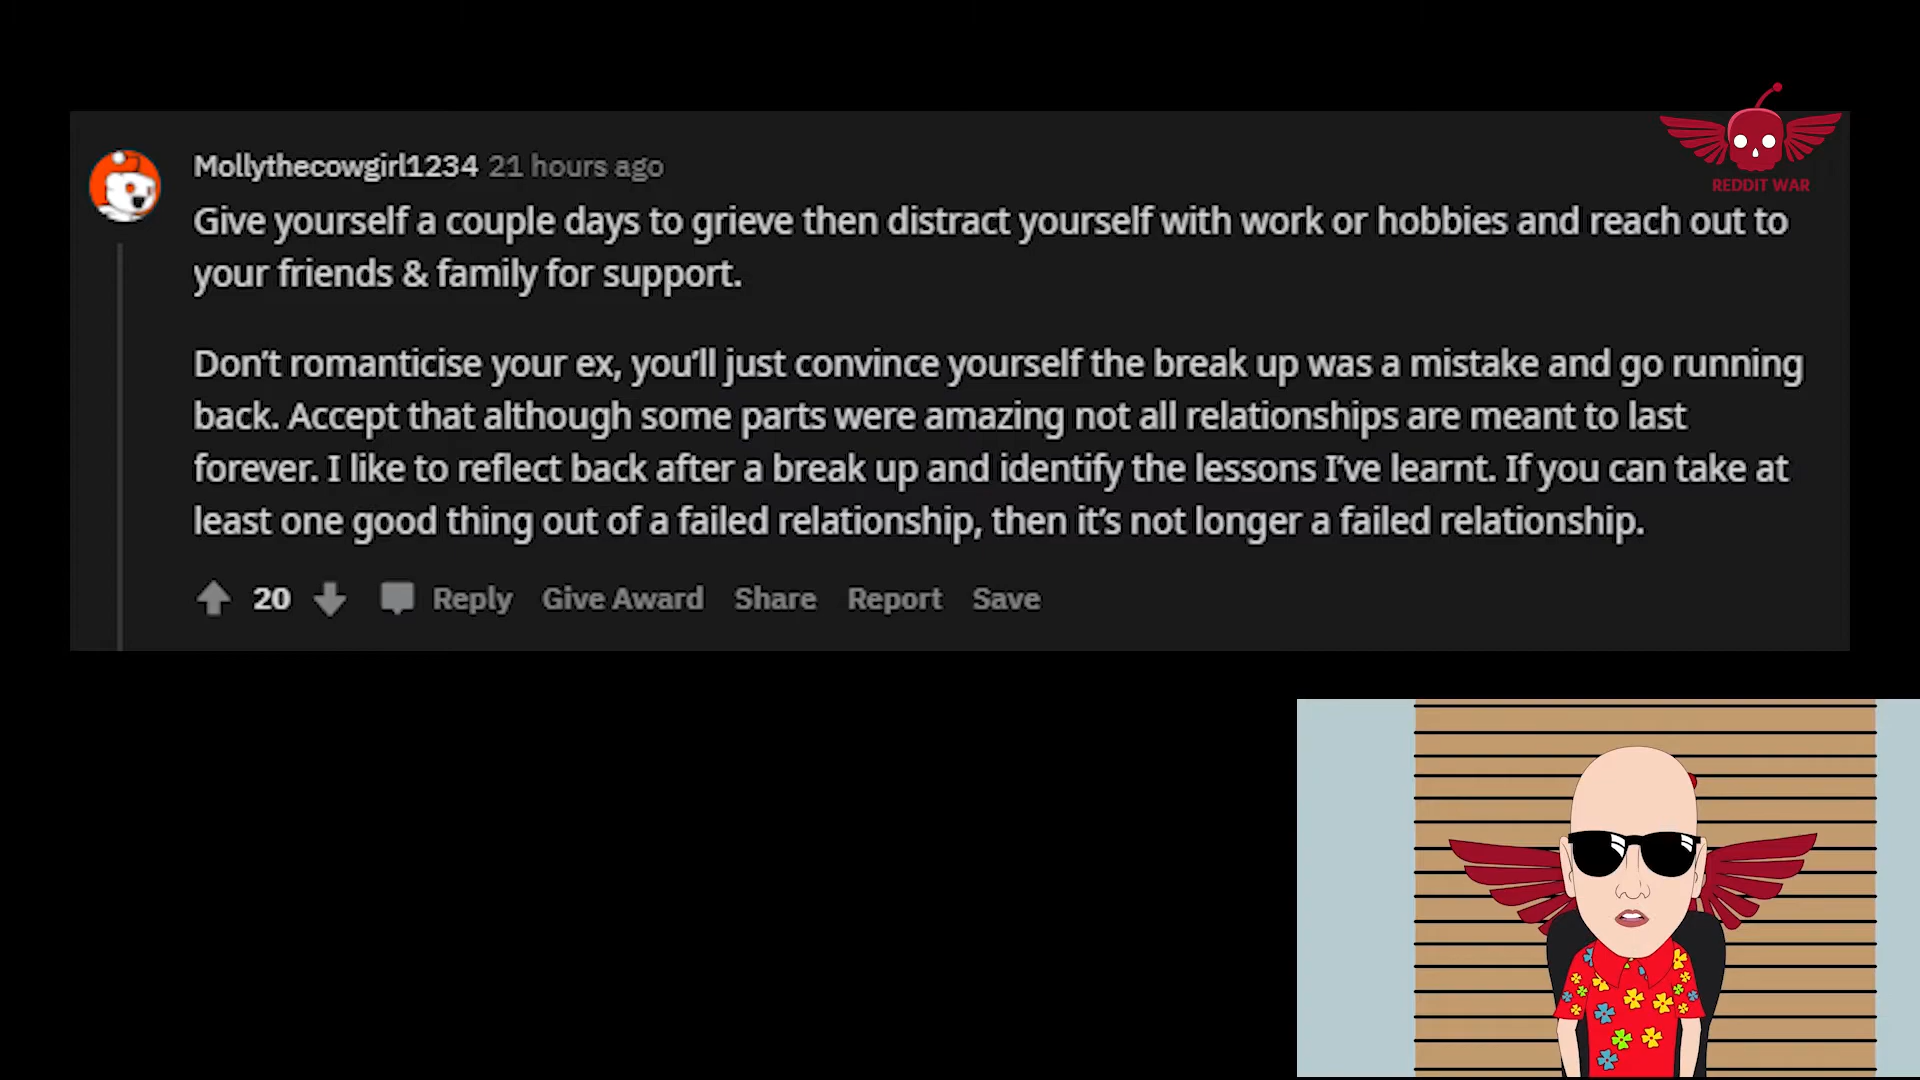 REDDIT WAR
Mollythecowgirl1234 21 hours ago
Give yourself a couple days to grieve then distract yourself with work or hobbies and reach out to
your friends & family for support.
Don’t romanticise your ex, you’ll just convince yourself the break up was a mistake and go running
back. Accept that although some parts were amazing not all relationships are meant to last
forever. I like to reflect back after a break up and identify the lessons I’ve learnt. If you can take at
least one good thing out of a failed relationship, then it’s not longer a failed relationship.
20 Reply Give Award Share Report Save